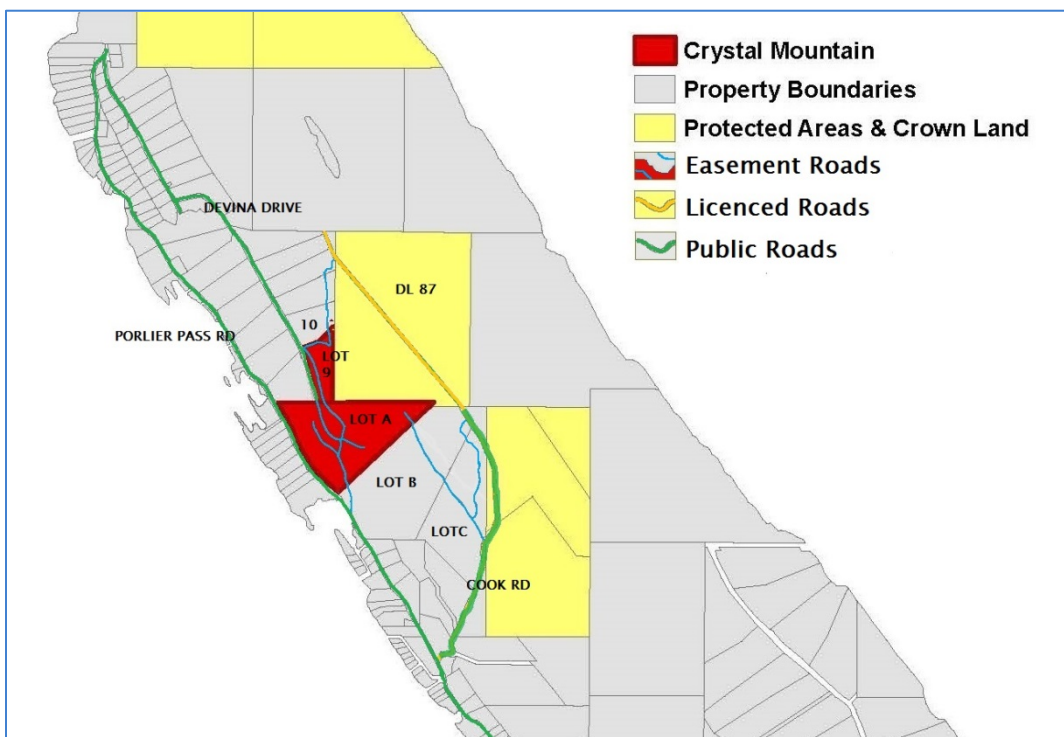 Crystal Mountain
Property Boundaries
Protected Areas & Crown Land
Easement Roads
Licenced Roads
Public Roads
DEVINA DRIVE
DL 87
10
PORLIER PASS RD
LOT
9
LOT A
LOT B
LOTC
COOK RD